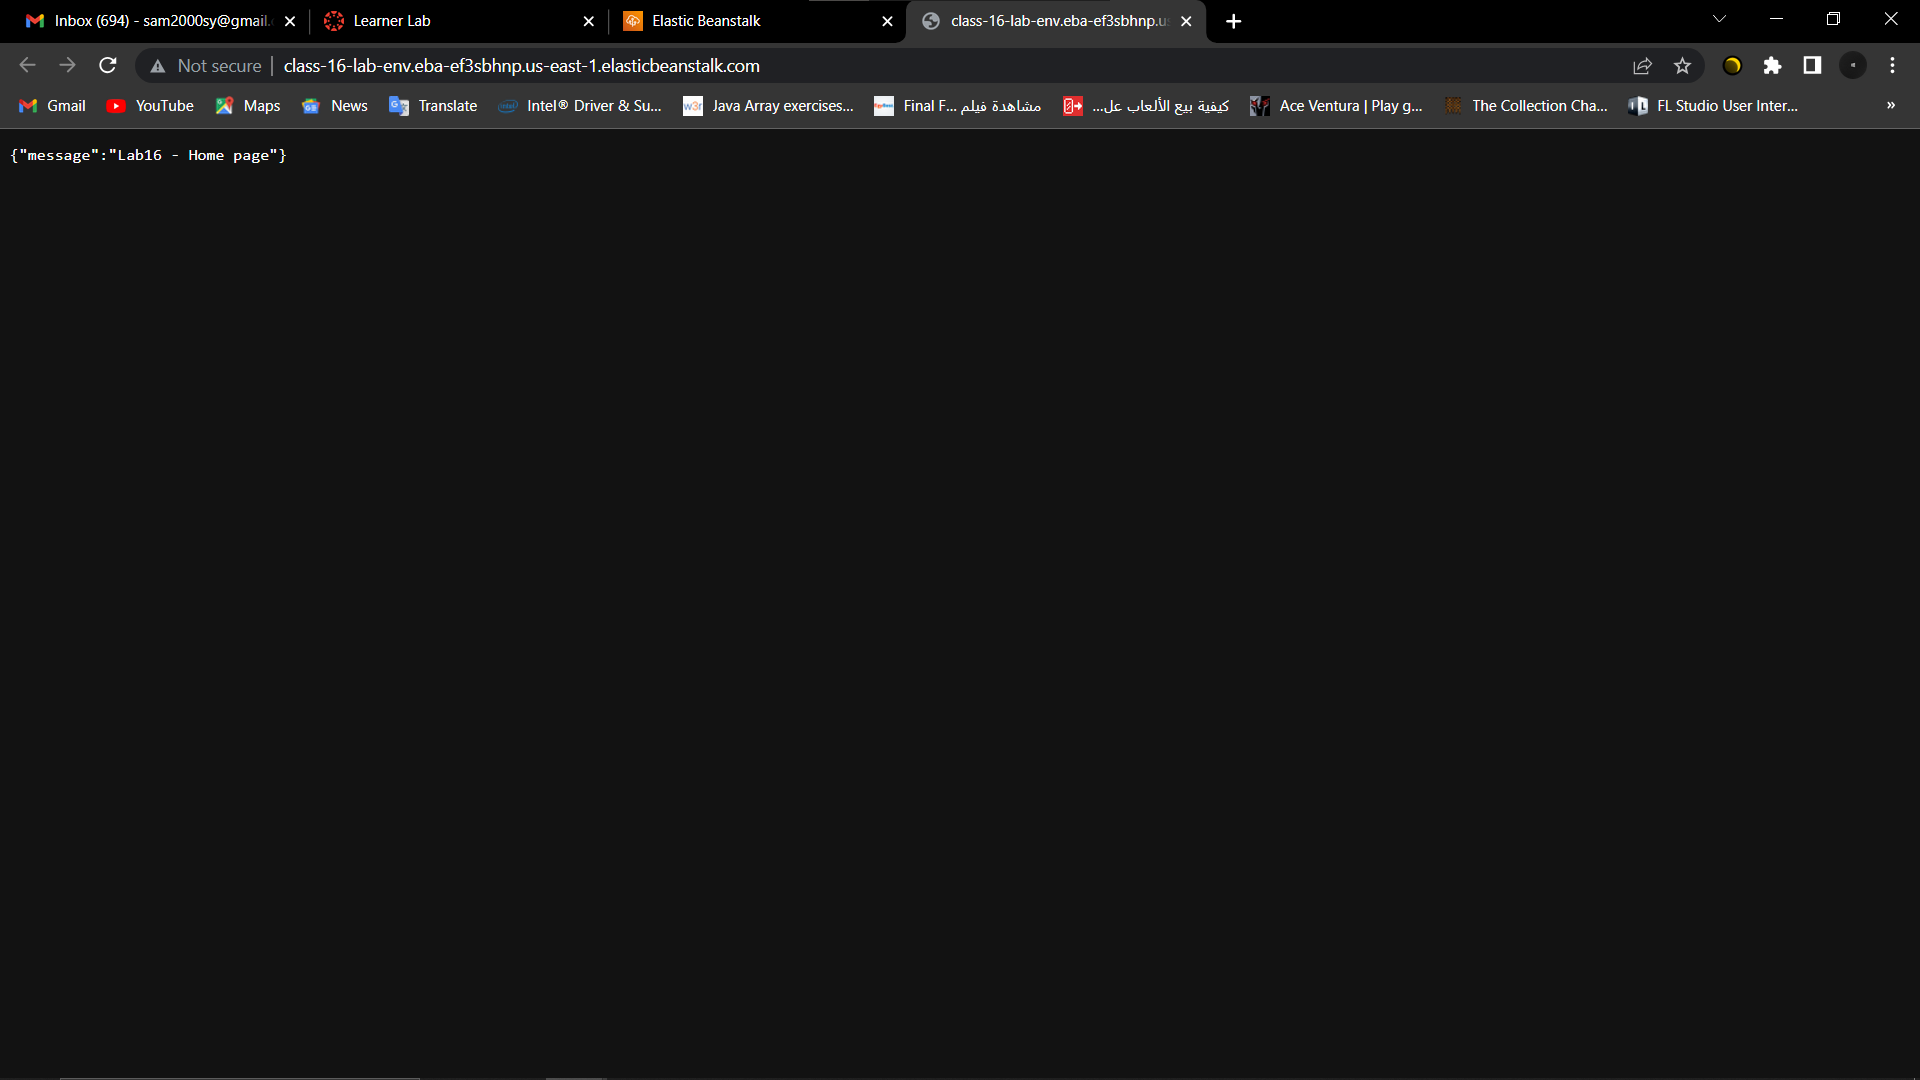 Inbox (694) - sam2000sy@gmail.
Learner Lab
Elastic Beanstalk
class-16-lab-env.eba-ef3sbhnp.u
Not secure
class-16-lab-env.eba-ef3sbhnp.us-east-1.elasticbeanstalk.com
Gmail
YouTube
Maps
News
Translate
Intel® Driver & Su...
Java Array exercises...
Final F... مشاهدة فيلم
كيفية بيع الألعاب عل...
Ace Ventura | Play g...
The Collection Cha...
FL Studio User Inter...
»
{"message":"Lab16 - Home page"}